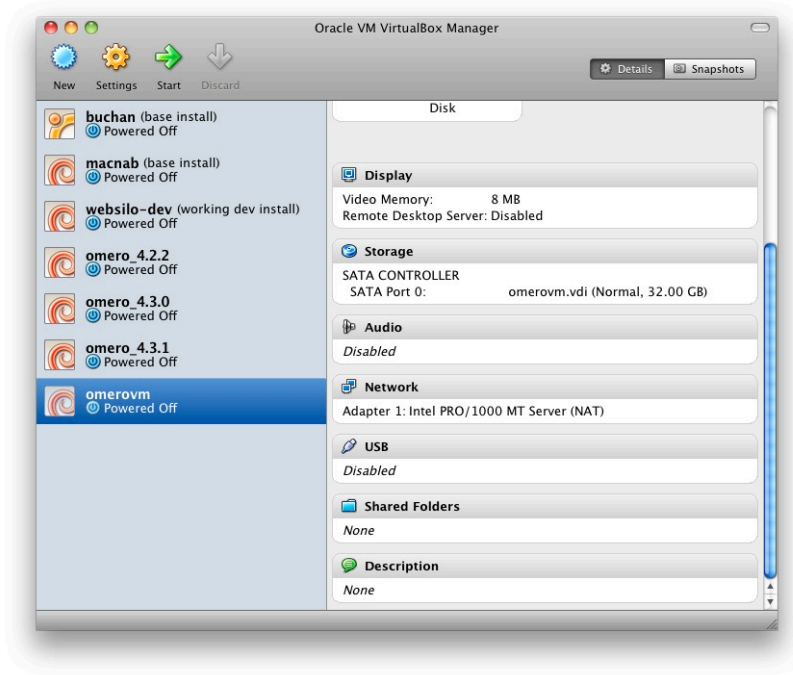 Oracle VM VirtualBox Manager
New Settings Start Discard
Details Snapshots
buchan (base install)
Powered Off
macnab (base install)
Powered Off
websilo-dev (working dev install)
Powered Off
omero_4.2.2
Powered Off
omero_4.3.0
Powered Off
omero_4.3.1
Powered Off
omerovm
Powered Off
Disk
Display
Video Memory: 8 MB
Remote Desktop Server: Disabled
Storage
SATA CONTROLLER
SATA Port 0: omerovm.vdi (Normal, 32.00 GB)
Audio
Disabled
Network
Adapter 1: Intel PRO/1000 MT Server (NAT)
USB
Disabled
Shared Folders
None
Description
None